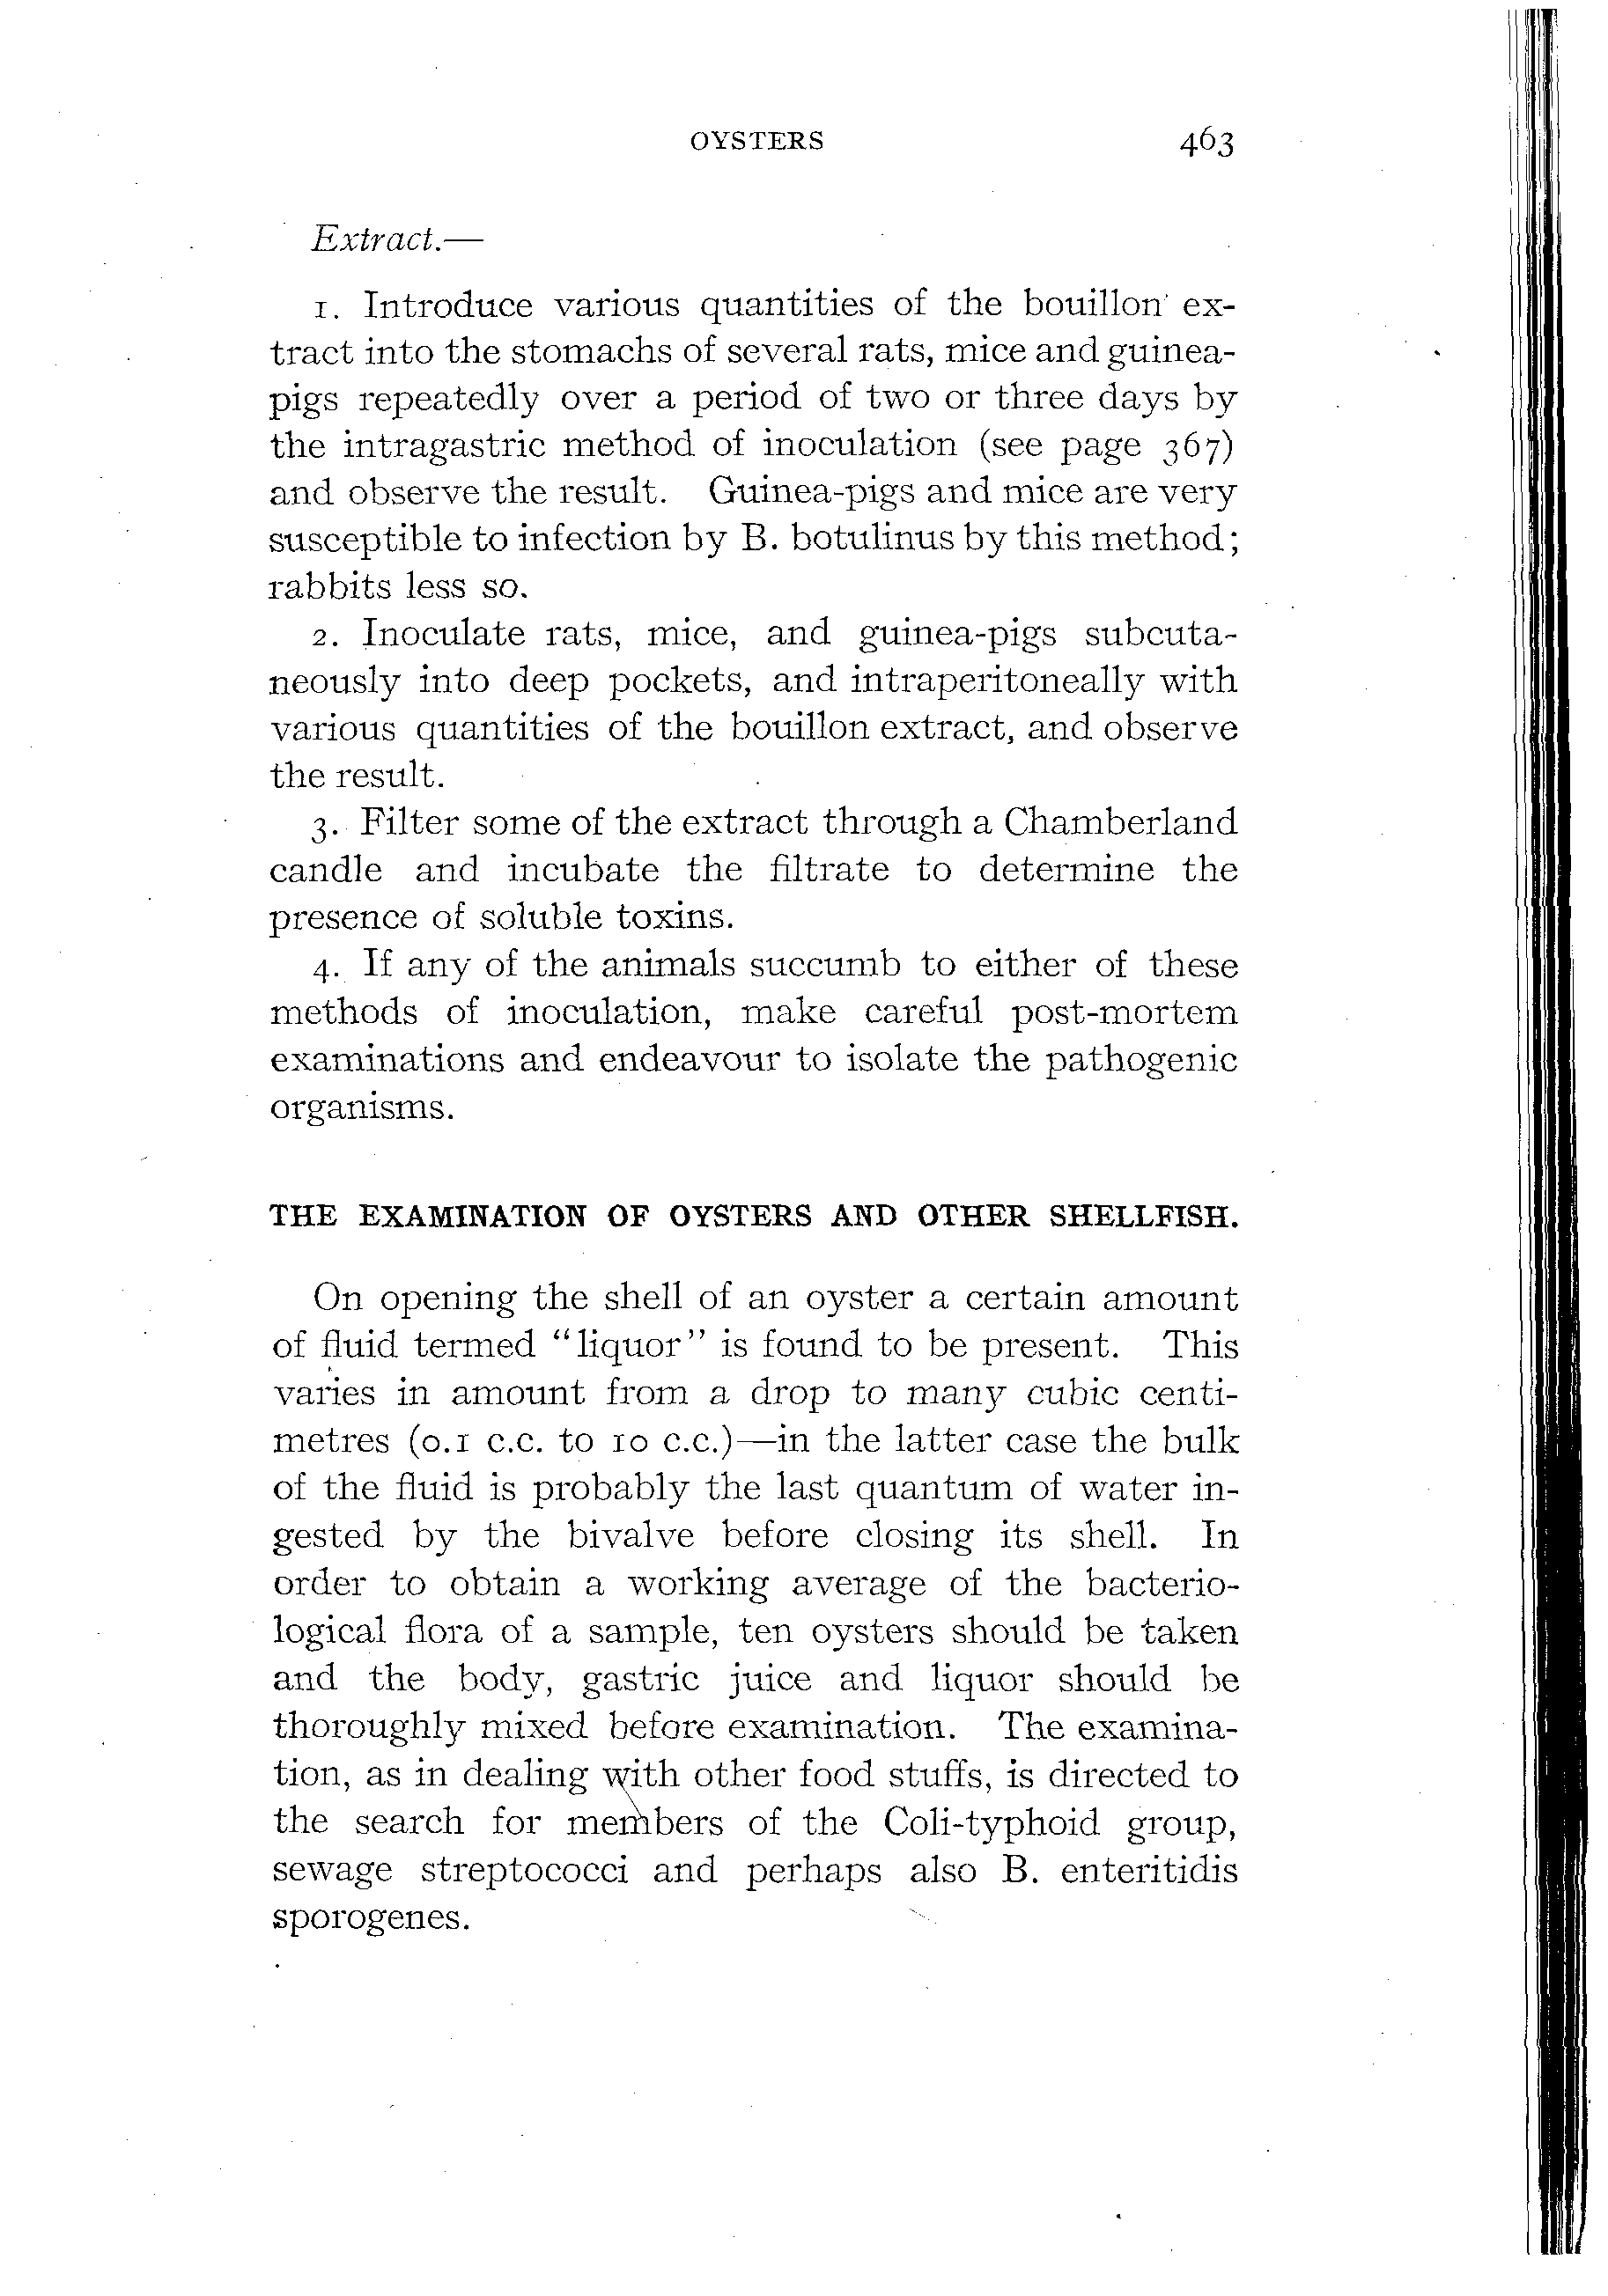 OYSTERS 463
Extract.—
1. Introduce various quantities of the bouillon ex-
tract into the stomachs of several rats, mice and guinea-
pigs repeatedly over a period of two or three days by
the intragastric method of inoculation (see page 367)
and observe the result. Guinea-pigs and mice are very
susceptible to infection by B. botulinus by this method;
rabbits less so.
2. Inoculate rats, mice, and guinea-pigs subcuta-
neously into deep pockets, and intraperitoneally with
various quantities of the bouillon extract, and observe
the result.
3. Filter some of the extract through a Chamberland
candle and incubate the filtrate to determine the
presence of soluble toxins.
4. If any of the animals succumb to either of these
methods of inoculation, make careful post-mortem
examinations and endeavour to isolate the pathogenic
organisms.
THE EXAMINATION OF OYSTERS AND OTHER SHELLFISH.
On opening the shell of an oyster a certain amount
of fluid termed "liquor" is found to be present. This
varies in amount from a drop to many cubic centi-
metres (0.1 c.c. to 10 c.c.)—in the latter case the bulk
of the fluid is probably the last quantum of water in-
gested by the bivalve before closing its shell. In
order to obtain a working average of the bacterio-
logical flora of a sample, ten oysters should be taken
and the body, gastric juice and liquor should be
thoroughly mixed before examination. The examina-
tion, as in dealing with other food stuffs, is directed to
the search for members of the Coli-typhoid group,
sewage streptococci and perhaps also B. enteritidis
sporogenes.